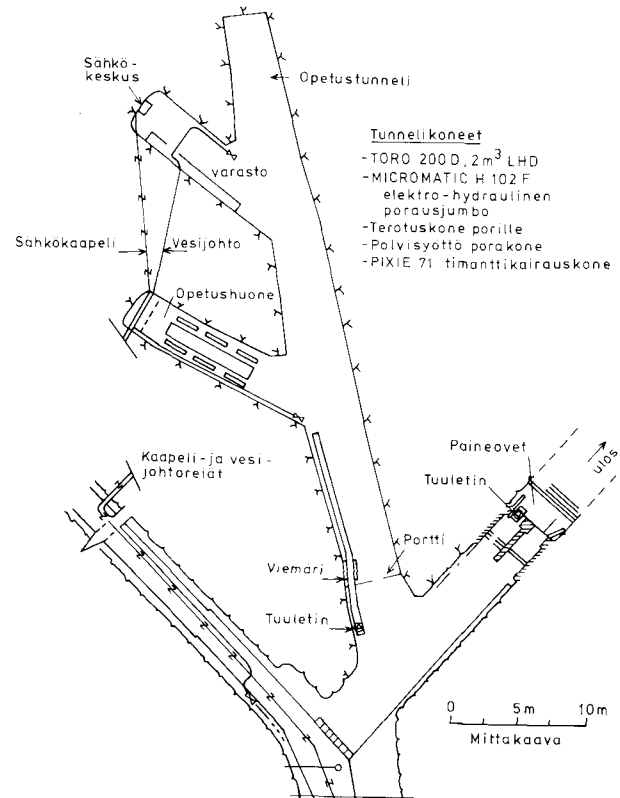 Sähkö-
keskus
Opetustunneli
Tunnelikoneet
-TORO 200 D, 2m³ LHD
-MICROMATIC H 102 F
elektro-hydraulinen
porausjumbo
-Terotuskone porille
-Polvisyöttö porakone
-PIXIE 71 timanttikairauskone
varasto
Sähkökaapeli
Vesijohto
Opetushuone
Kaapeli- ja vesi-
johtoreiät
Paineovet
ulos
Tuuletin
Portti
Viemäri
Tuuletin
0 5m 10m
Mittakaava